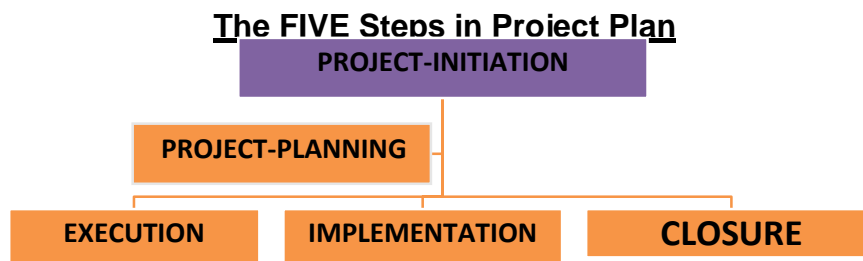 The FIVE Steps in Project Plan
PROJECT-INITIATION
PROJECT-PLANNING
EXECUTION
IMPLEMENTATION
CLOSURE